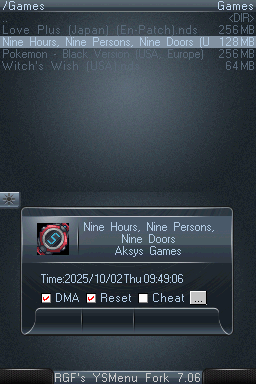 /Games Games
.. <DIR>
Love Plus (Japan) (En-Patch).nds 256MB
Nine Hours, Nine Persons, Nine Doors (U 128MB
Pokemon - Black Version (USA, Europe) 256MB
Witch's Wish (USA).nds 64MB
Nine Hours, Nine Persons,
Nine Doors
Aksys Games
Time:2025/10/02Thu 09:49:06
DMA Reset Cheat ...
RGF's YSMenu Fork 7.06